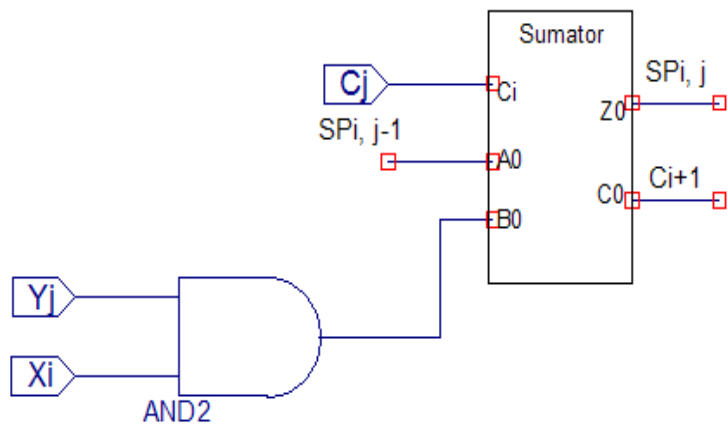 Sumator
Cj
Ci
SPi, j
Z0
SPi, j-1
A0
Ci+1
C0
B0
Yj
Xi
AND2